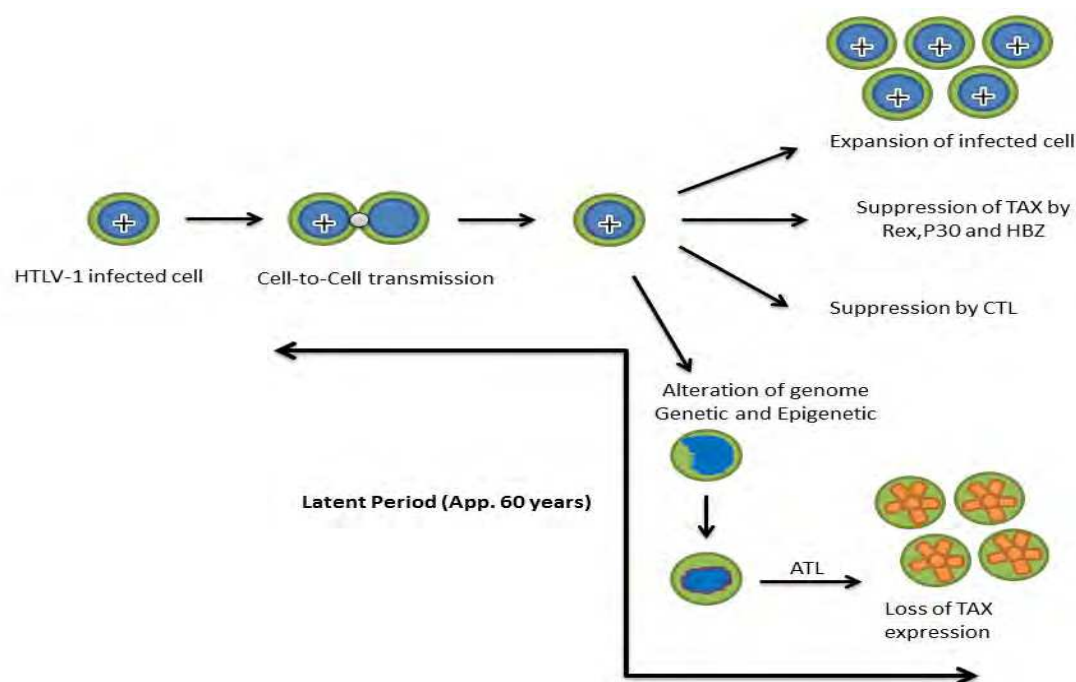 Expansion of infected cell
Suppression of TAX by
Rex,P30 and HBZ
HTLV-1 infected cell
Cell-to-Cell transmission
Suppression by CTL
Alteration of genome
Genetic and Epigenetic
Latent Period (App. 60 years)
ATL
Loss of TAX
expression